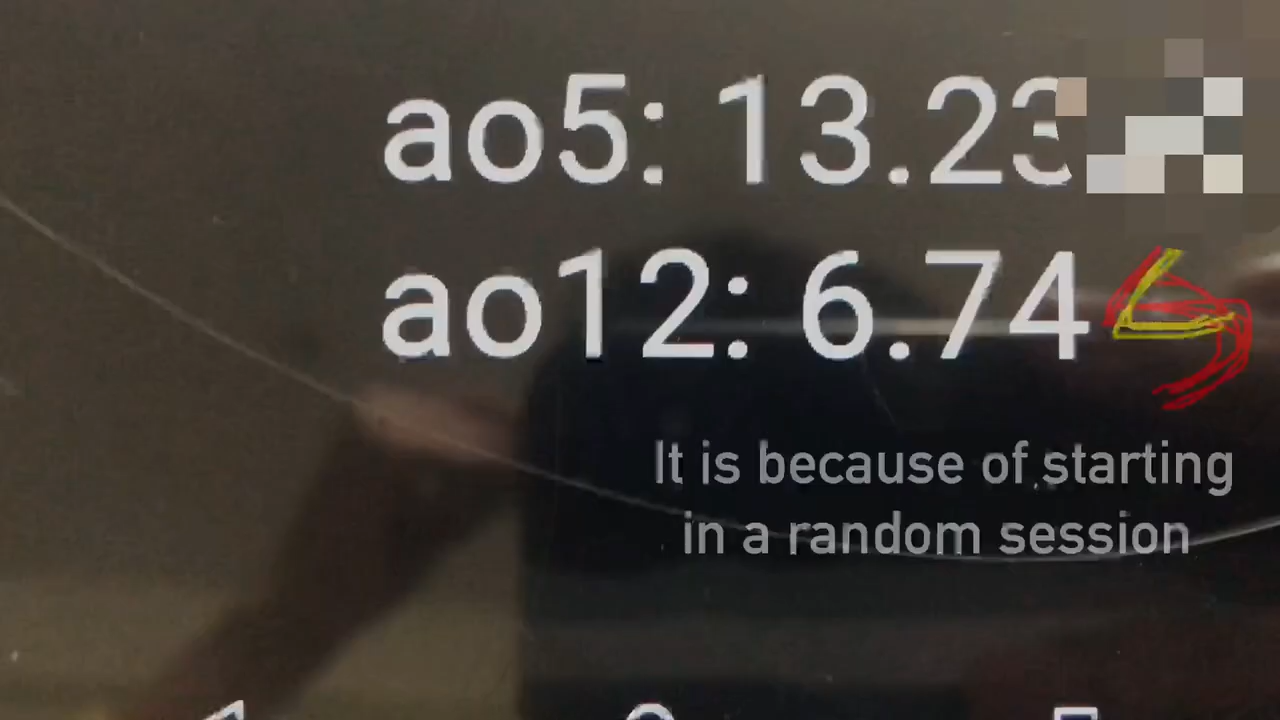 ao5: 13.23
ao12: 6.74
It is because of starting
in a random session